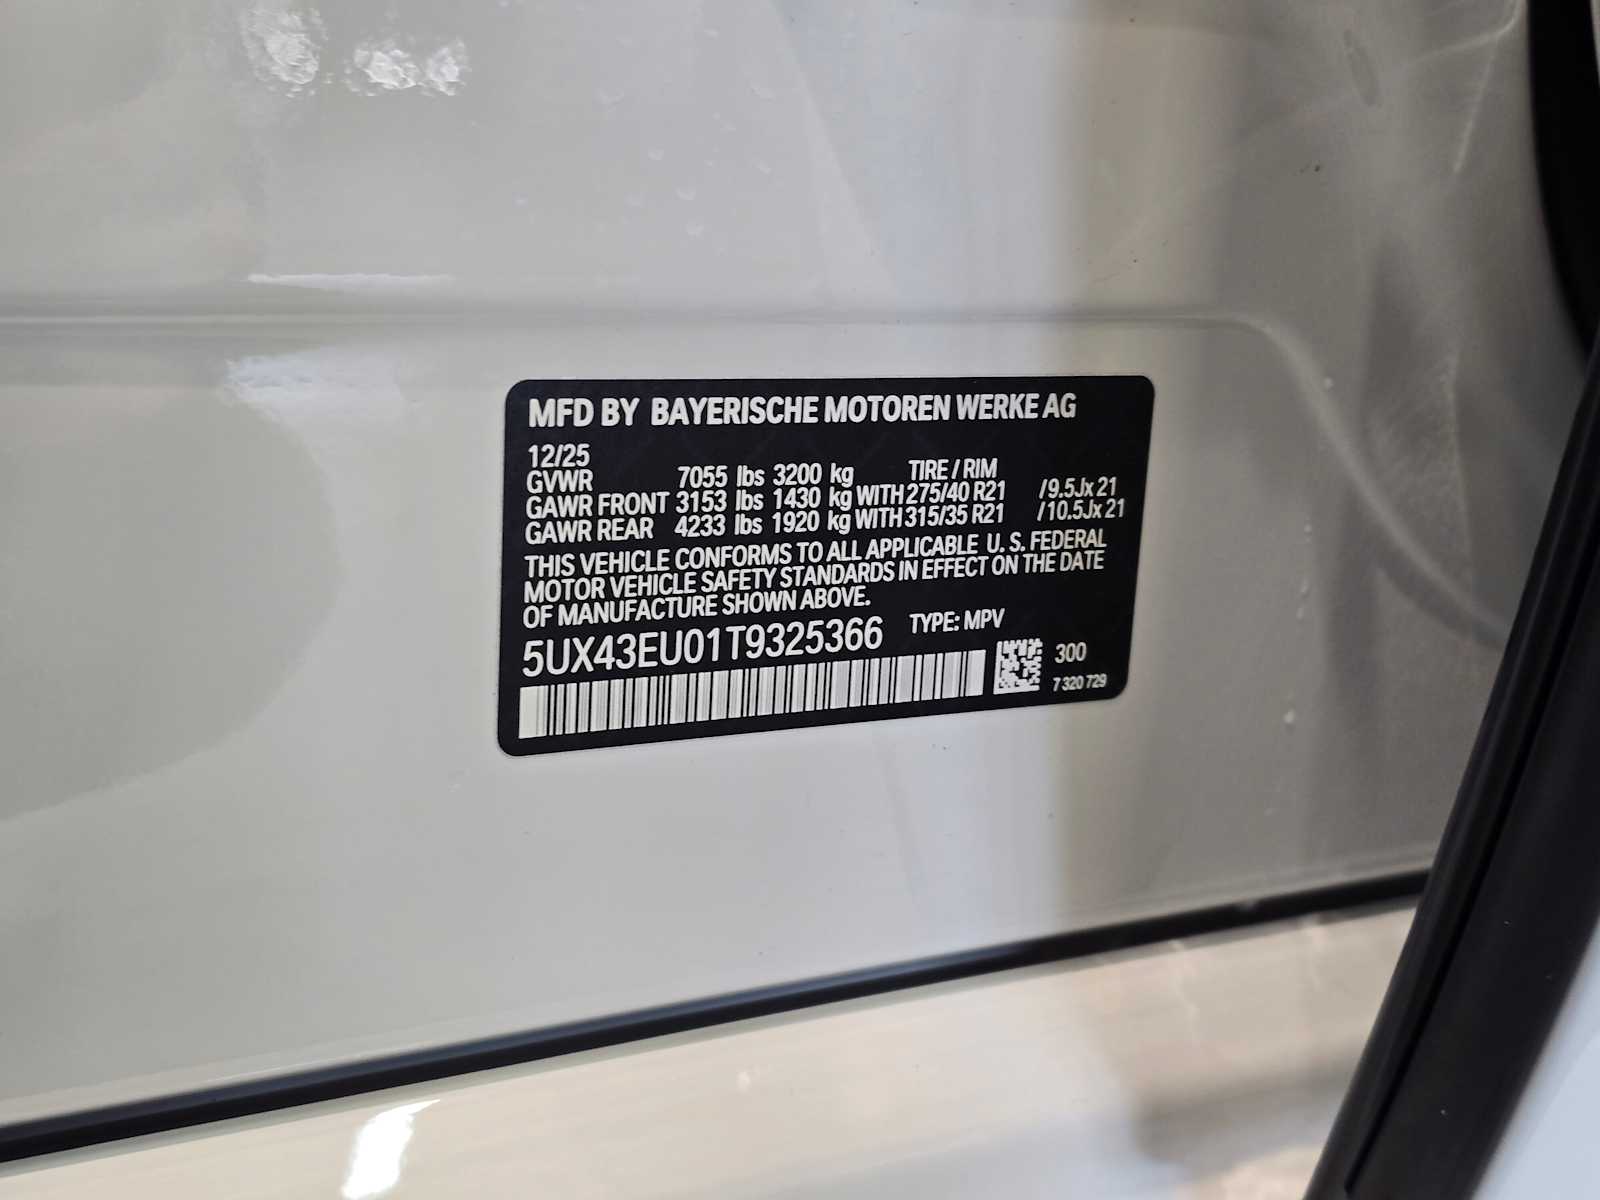 MFD BY BAYERISCHE MOTOREN WERKE AG
12/25
GVWR 7055 lbs 3200 kg TIRE / RIM
GAWR FRONT 3153 lbs 1430 kg WITH 275/40 R21 / 9.5Jx 21
GAWR REAR 4233 lbs 1920 kg WITH 315/35 R21 / 10.5Jx 21
THIS VEHICLE CONFORMS TO ALL APPLICABLE U. S. FEDERAL
MOTOR VEHICLE SAFETY STANDARDS IN EFFECT ON THE DATE
OF MANUFACTURE SHOWN ABOVE.
5UX43EU01T9325366 TYPE: MPV
300
7 320 729